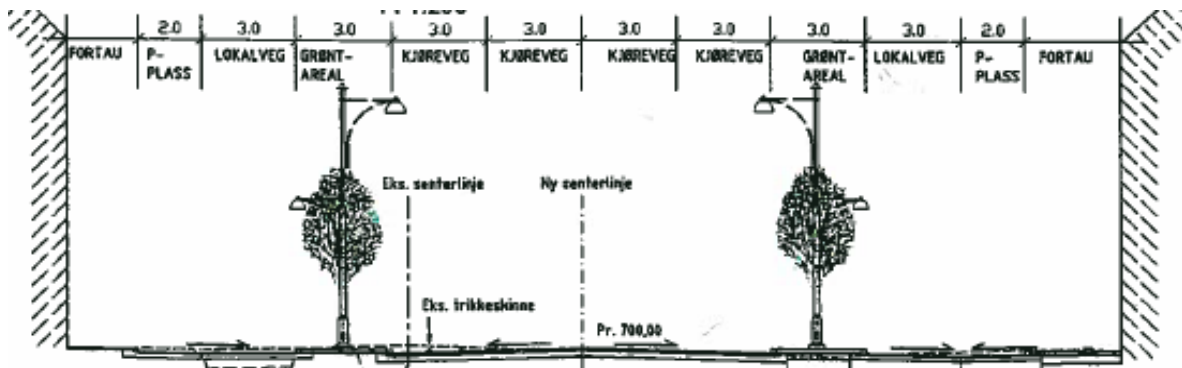 2.0 3.0 3.0 3.0 3.0 3.0 3.0 3.0 3.0 2.0
FORTAU P- LOKALVEG GRØNT- KJØREVEG KJØREVEG KJØREVEG KJØREVEG GRØNT- LOKALVEG P- FORTAU
PLASS AREAL AREAL PLASS
Eks. senterlinje Ny senterlinje
Eks. trikkeskinne
Pr. 700,00